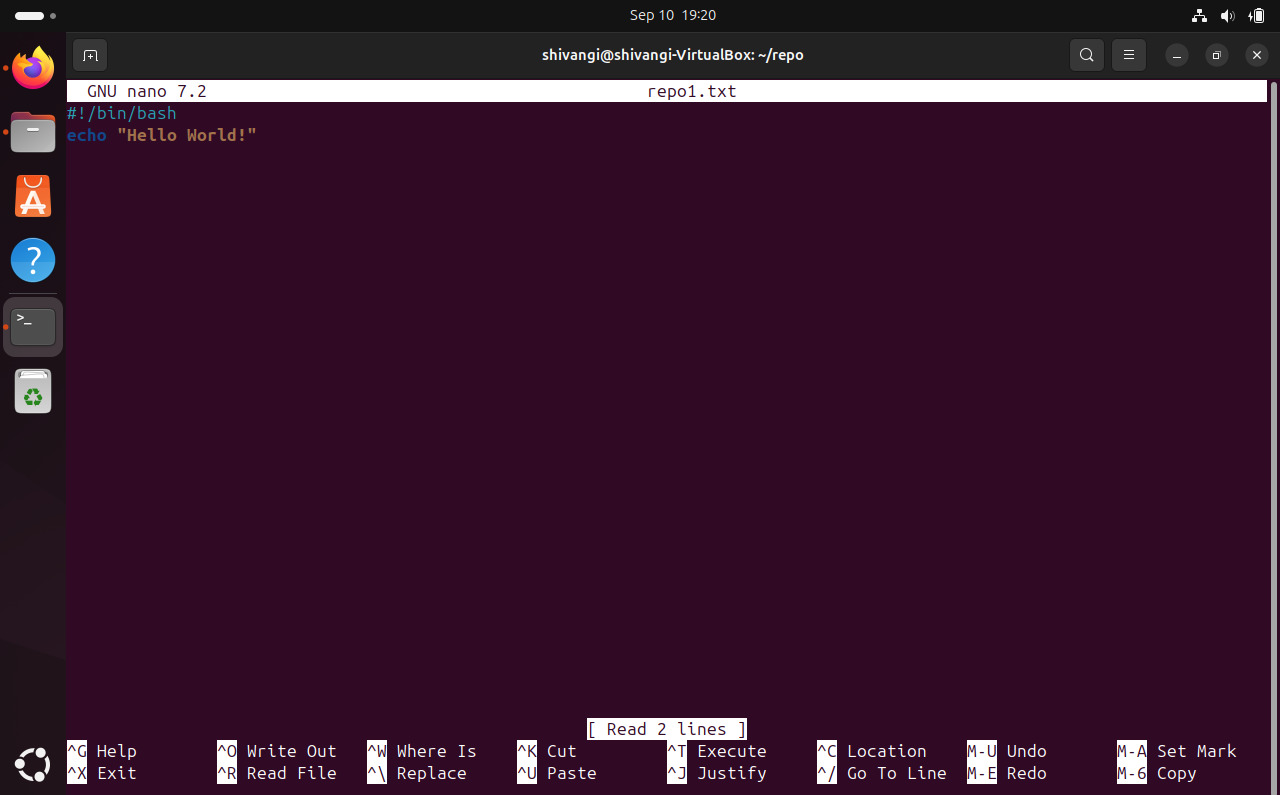 Sep 10 19:20
shivangi@shivangi-VirtualBox: ~/repo
GNU nano 7.2 repo1.txt
#!/bin/bash
echo "Hello World!"
[ Read 2 lines ]
^G Help ^O Write Out ^W Where Is ^K Cut ^T Execute ^C Location M-U Undo M-A Set Mark
^X Exit ^R Read File ^\ Replace ^U Paste ^J Justify ^/ Go To Line M-E Redo M-6 Copy